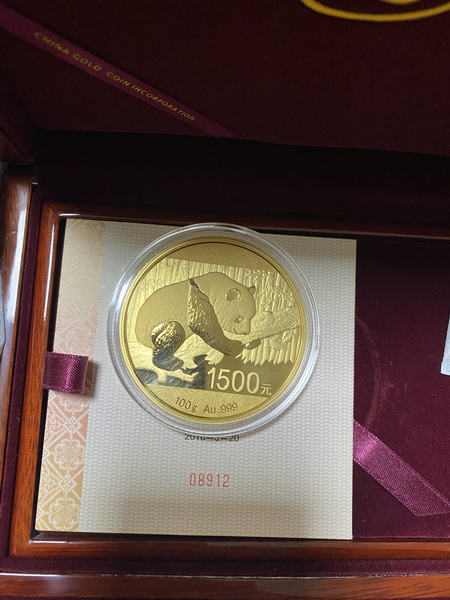 CHINA GOLD COIN INCORPORATION
1500元
100g Au .999
08912